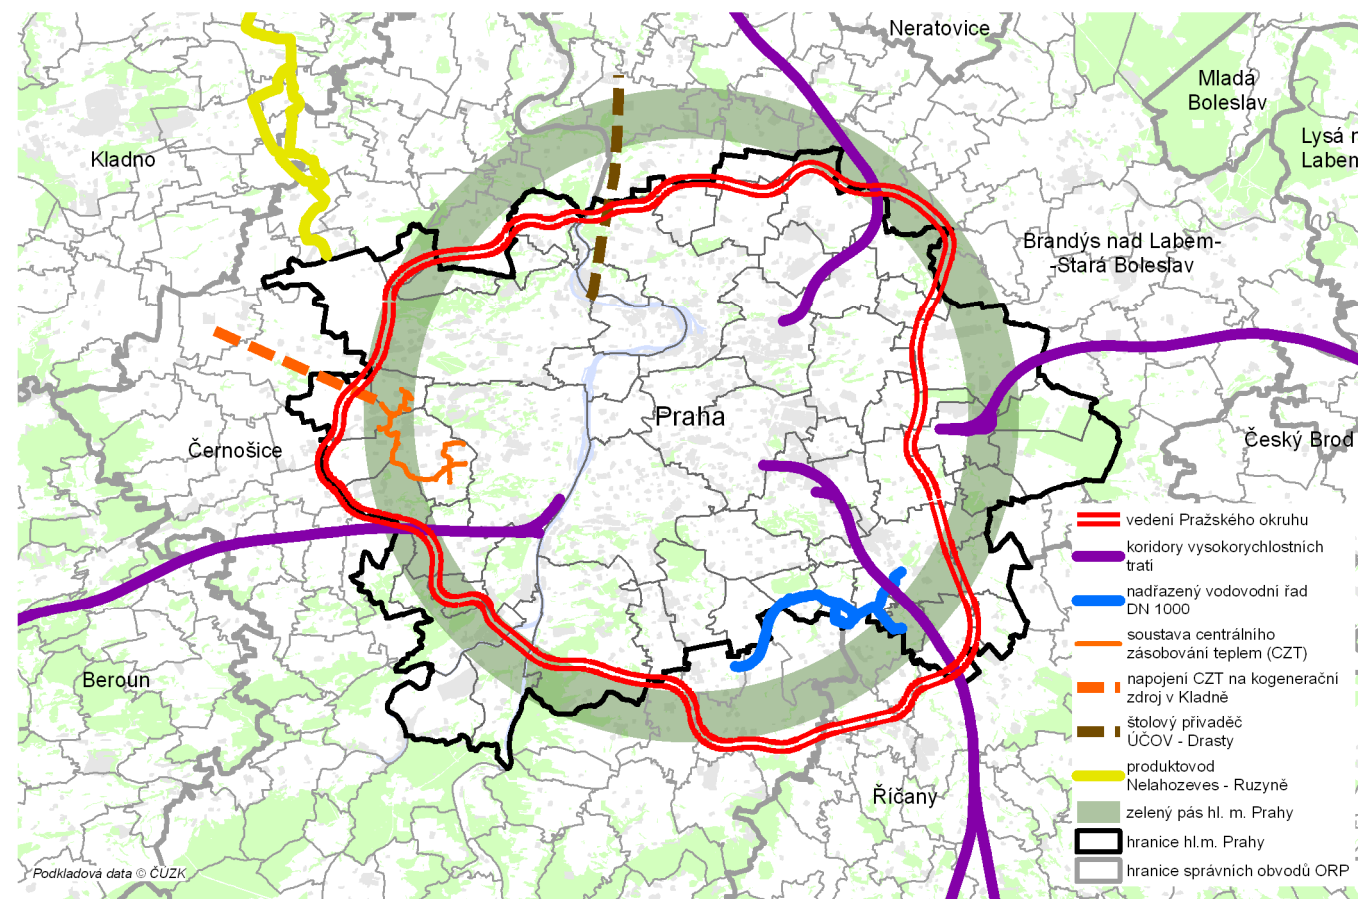 Neratovice
Mladá
Boleslav
Lysá n
Laben
Kladno
Brandýs nad Labem-
-Stará Boleslav
Praha
Černošice
Český Brod
Beroun
Říčany
vedení Pražského okruhu
koridory vysokorychlostních
tratí
nadřazený vodovodní řad
DN 1000
soustava centrálního
zásobování teplem (CZT)
napojení CZT na kogenerační
zdroj v Kladně
štolový přivaděč
ÚČOV - Drasty
produktovod
Nelahozeves - Ruzyně
zelený pás hl. m. Prahy
hranice hl.m. Prahy
hranice správních obvodů ORP
Podkladová data © ČÚZK